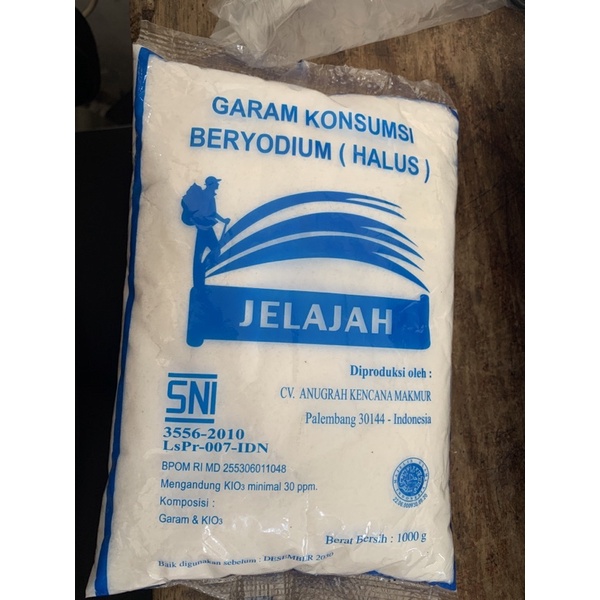 GARAM KONSUMSI
BERYODIUM ( HALUS )
JELAJAH
Diproduksi oleh :
CV. ANUGRAH KENCANA MAKMUR
Palembang 30144 - Indonesia
SNI
3556-2010
LsPr-007-IDN
BPOM RI MD 255306011048
Mengandung KIO3 minimal 30 ppm.
Komposisi :
Garam & KIO3
Berat Bersih : 1000 g
Baik digunakan sebelum : DESEMBER